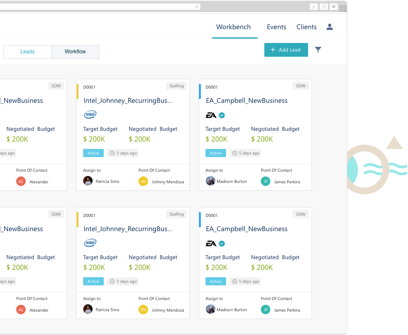 Workbench Events Clients
Leads Workflow
+ Add Lead
SOW
_NewBusiness
Negotiated Budget
$ 200K
days ago
Point Of Contact
AC Alexander
D0001 Staffing
Intel_Johnney_RecurringBus...
intel
Target Budget Negotiated Budget
$ 200K $ 200K
Active 5 days ago
Assign to Point Of Contact
Patricia Sims JM Johnny Mendoza
D0001 SOW
EA_Campbell_NewBusiness
EA
Target Budget Negotiated Budget
$ 200K $ 200K
Active 5 days ago
Assign to Point Of Contact
Madison Burton JP James Perkins
SOW
_NewBusiness
Negotiated Budget
$ 200K
days ago
Point Of Contact
AC Alexander
D0001 Staffing
Intel_Johnney_RecurringBus...
intel
Target Budget Negotiated Budget
$ 200K $ 200K
Active 5 days ago
Assign to Point Of Contact
Patricia Sims JM Johnny Mendoza
D0001 SOW
EA_Campbell_NewBusiness
EA
Target Budget Negotiated Budget
$ 200K $ 200K
Active 5 days ago
Assign to Point Of Contact
Madison Burton JP James Perkins